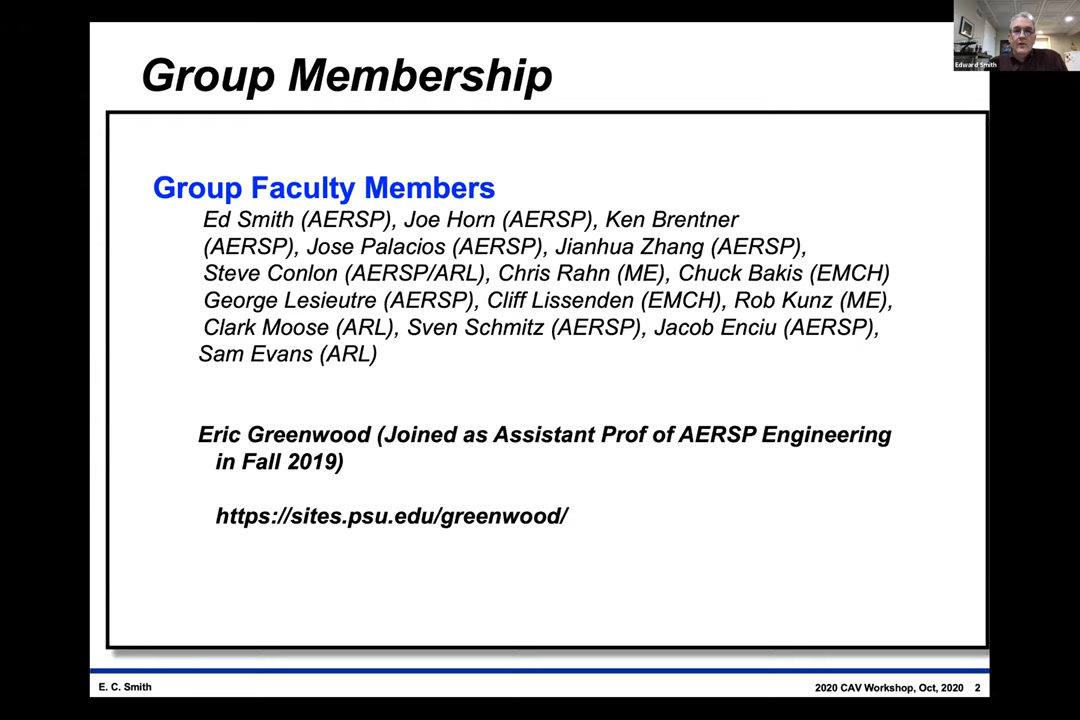 Group Membership
Edward Smith
Group Faculty Members
Ed Smith (AERSP), Joe Horn (AERSP), Ken Brentner
(AERSP), Jose Palacios (AERSP), Jianhua Zhang (AERSP),
Steve Conlon (AERSP/ARL), Chris Rahn (ME), Chuck Bakis (EMCH)
George Lesieutre (AERSP), Cliff Lissenden (EMCH), Rob Kunz (ME),
Clark Moose (ARL), Sven Schmitz (AERSP), Jacob Enciu (AERSP),
Sam Evans (ARL)
Eric Greenwood (Joined as Assistant Prof of AERSP Engineering
in Fall 2019)
https://sites.psu.edu/greenwood/
E. C. Smith
2020 CAV Workshop, Oct, 2020 2